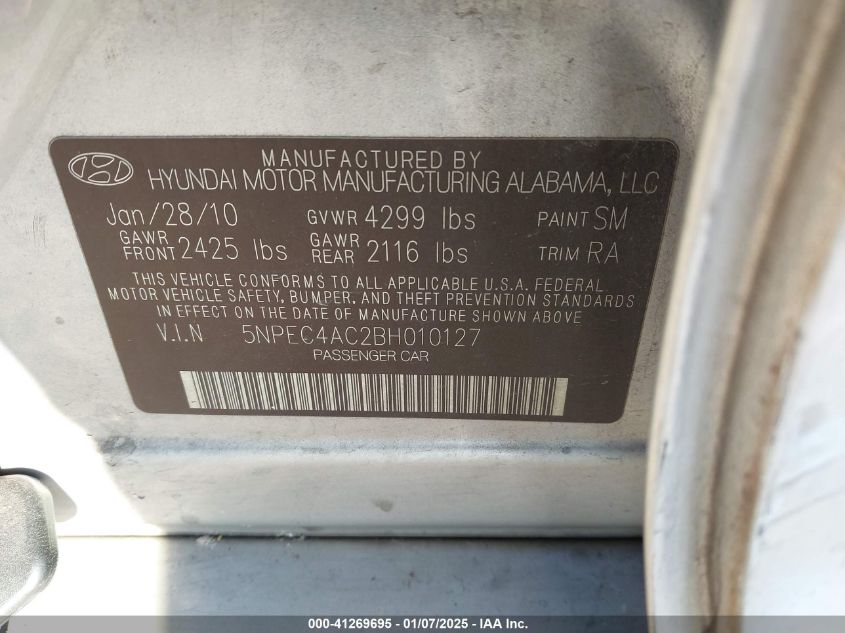 MANUFACTURED BY
HYUNDAI MOTOR MANUFACTURING ALABAMA, LLC
Jan/28/10 GVWR 4299 lbs PAINT SM
GAWR FRONT 2425 lbs GAWR REAR 2116 lbs TRIM RA
THIS VEHICLE CONFORMS TO ALL APPLICABLE U.S.A. FEDERAL
MOTOR VEHICLE SAFETY, BUMPER, AND THEFT PREVENTION STANDARDS
IN EFFECT ON THE DATE OF MANUFACTURE SHOWN ABOVE.
V.I.N 5NPEC4AC2BH010127
PASSENGER CAR
000-41269695 - 01/07/2025 - IAA Inc.